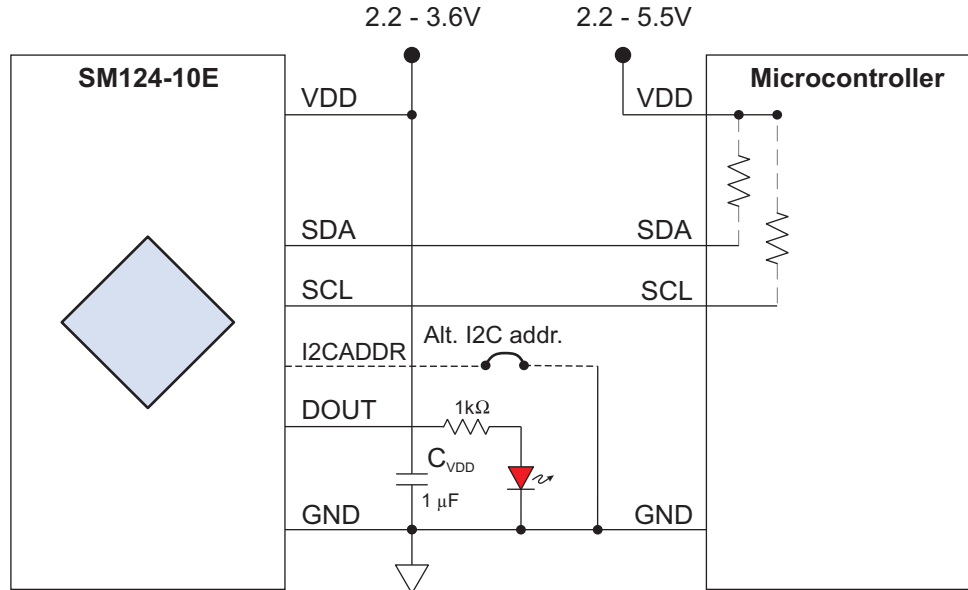 2.2 - 3.6V
2.2 - 5.5V
SM124-10E
Microcontroller
VDD
VDD
SDA
SDA
SCL
SCL
I2CADDR
Alt. I2C addr.
DOUT
1kΩ
CVDD
1 μF
GND
GND